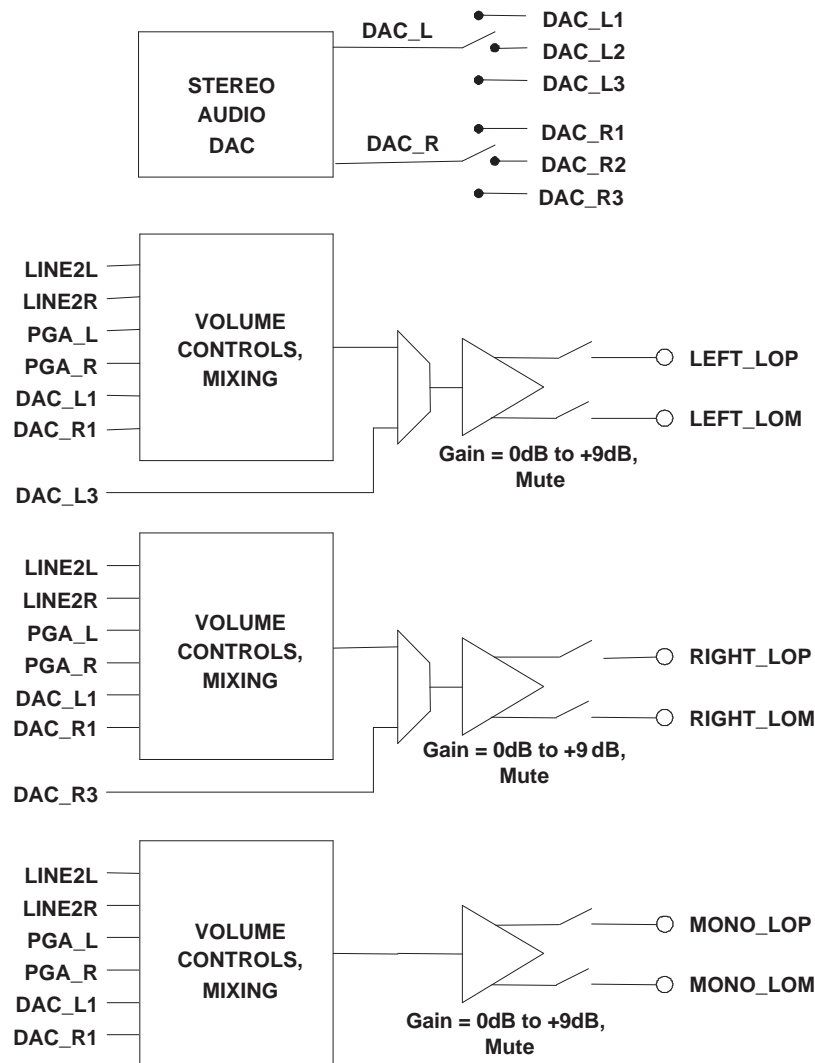 DAC_L
DAC_L1
DAC_L2
DAC_L3
STEREO
AUDIO
DAC
DAC_R
DAC_R1
DAC_R2
DAC_R3
LINE2L
LINE2R
PGA_L
PGA_R
DAC_L1
DAC_R1
DAC_L3
VOLUME
CONTROLS,
MIXING
Gain = 0dB to +9dB,
Mute
LEFT_LOP
LEFT_LOM
LINE2L
LINE2R
PGA_L
PGA_R
DAC_L1
DAC_R1
DAC_R3
VOLUME
CONTROLS,
MIXING
Gain = 0dB to +9 dB,
Mute
RIGHT_LOP
RIGHT_LOM
LINE2L
LINE2R
PGA_L
PGA_R
DAC_L1
DAC_R1
VOLUME
CONTROLS,
MIXING
Gain = 0dB to +9dB,
Mute
MONO_LOP
MONO_LOM